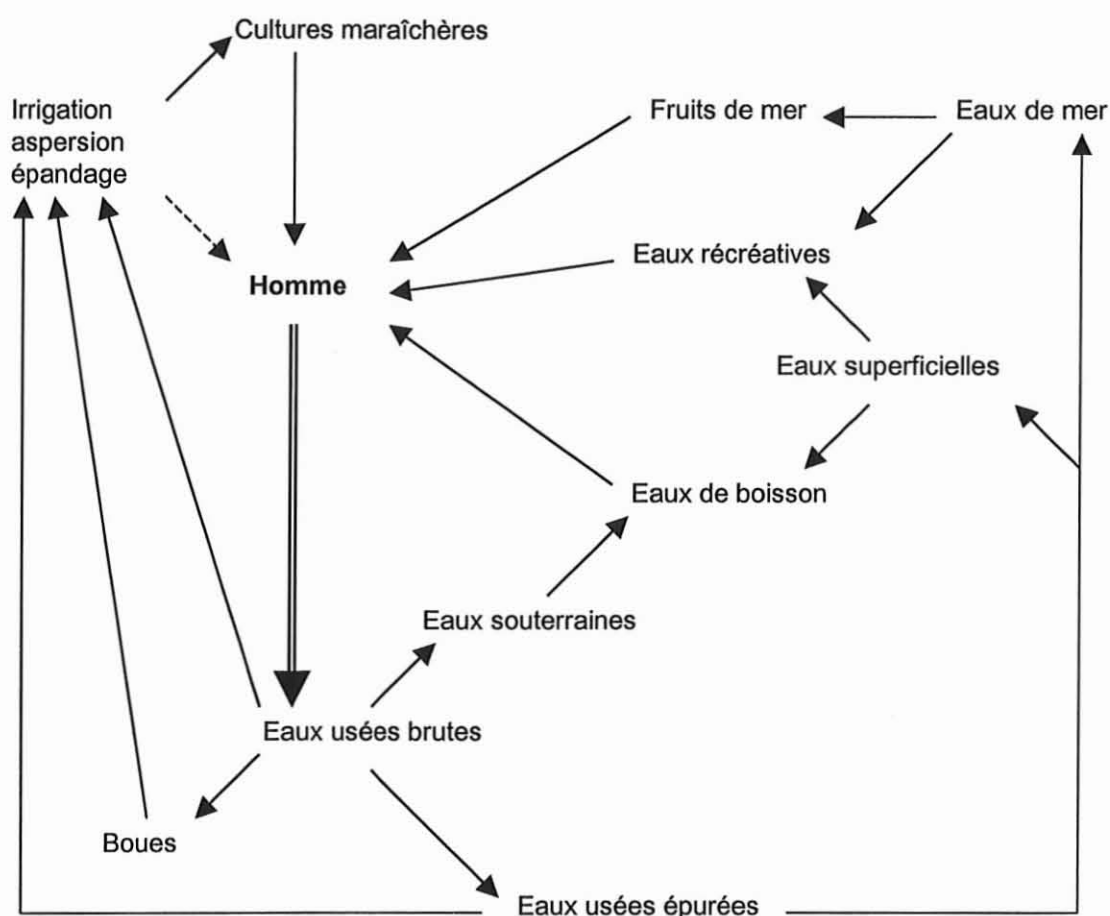 Cultures maraîchères
Irrigation
aspersion
épandage
Fruits de mer
Eaux de mer
Eaux récréatives
Homme
Eaux superficielles
Eaux de boisson
Eaux souterraines
Eaux usées brutes
Boues
Eaux usées épurées